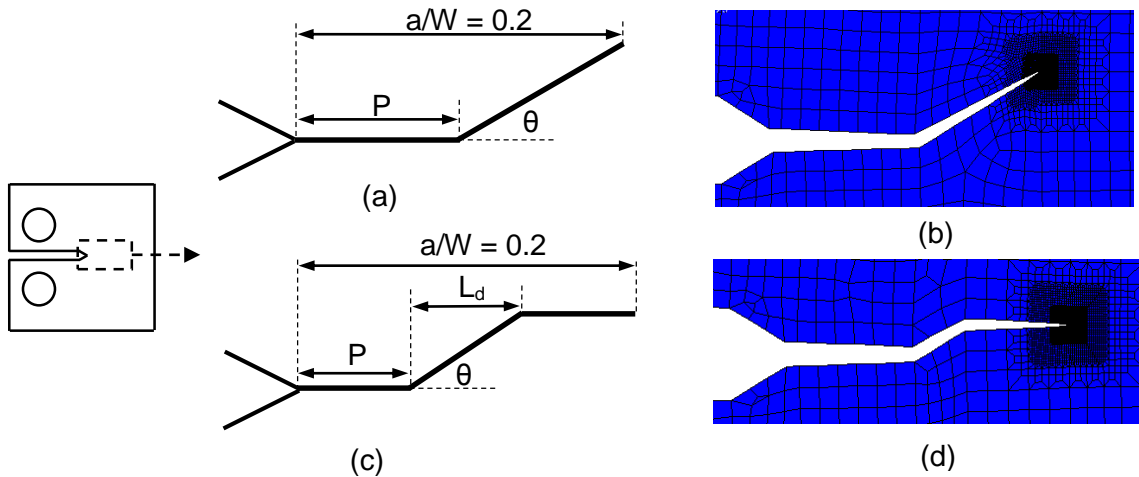 a/W = 0.2
P
θ
(a)
(b)
a/W = 0.2
L_d
P
θ
(c)
(d)